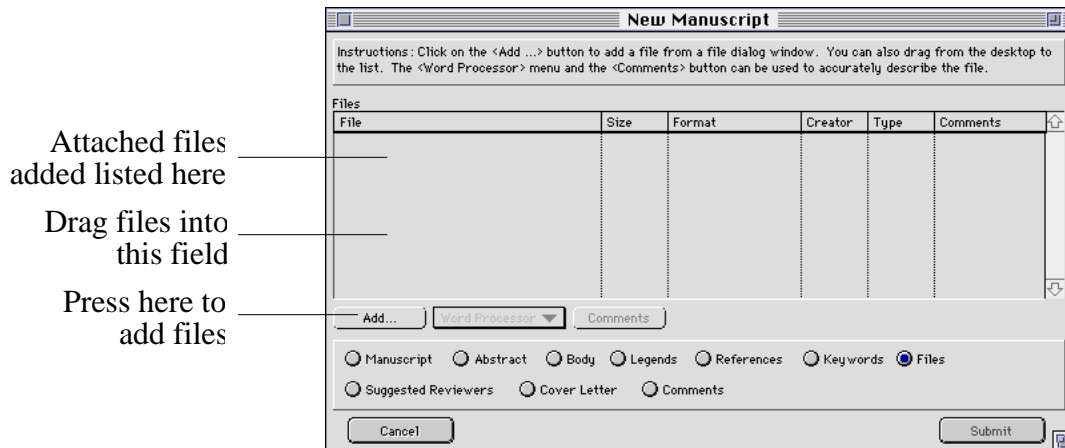 New Manuscript
Instructions: Click on the <Add ...> button to add a file from a file dialog window. You can also drag from the desktop to
the list. The <Word Processor> menu and the <Comments> button can be used to accurately describe the file.
Files
File Size Format Creator Type Comments
Attached files
added listed here
Drag files into
this field
Press here to
add files
Add... Word Processor Comments
Manuscript Abstract Body Legends References Keywords Files
Suggested Reviewers Cover Letter Comments
Cancel Submit